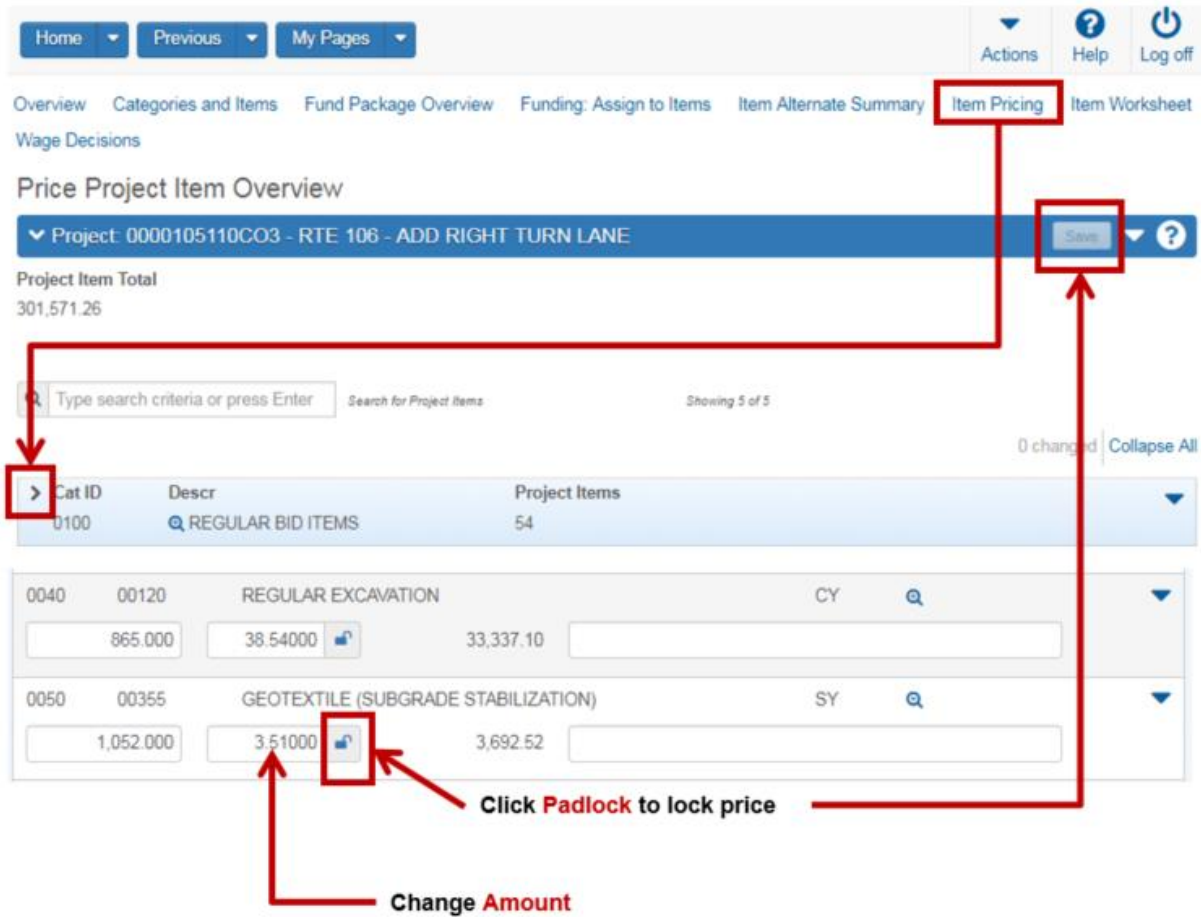 Home Previous My Pages Actions Help Log off
Overview Categories and Items Fund Package Overview Funding: Assign to Items Item Alternate Summary Item Pricing Item Worksheet
Wage Decisions
Price Project Item Overview
Project: 0000105110CO3 - RTE 106 - ADD RIGHT TURN LANE Save
Project Item Total
301,571.26
Type search criteria or press Enter Search for Project Items Showing 5 of 5
0 changed Collapse All
Cat ID Descr Project Items
0100 REGULAR BID ITEMS 54
0040 00120 REGULAR EXCAVATION CY
865.000 38.54000 33,337.10
0050 00355 GEOTEXTILE (SUBGRADE STABILIZATION) SY
1,052.000 3.51000 3,692.52
Click Padlock to lock price
Change Amount